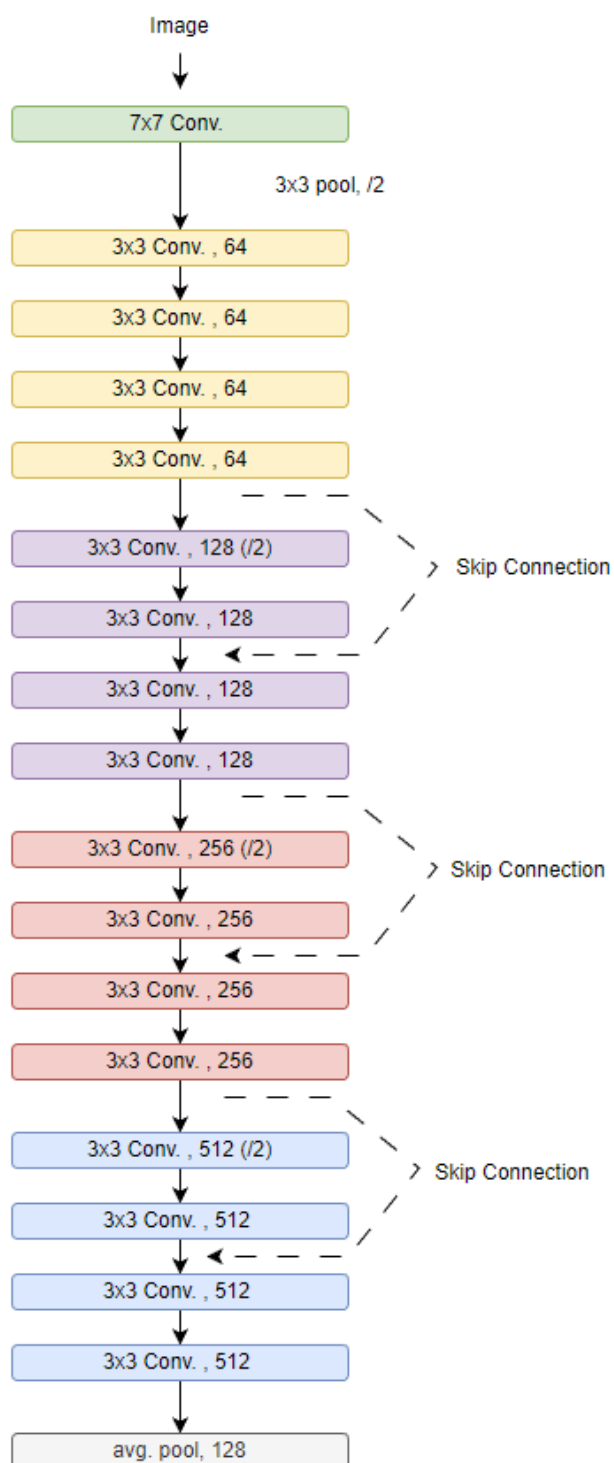 Image
7x7 Conv.
3x3 pool, /2
3x3 Conv. , 64
3x3 Conv. , 64
3x3 Conv. , 64
3x3 Conv. , 64
3x3 Conv. , 128 (/2)
Skip Connection
3x3 Conv. , 128
3x3 Conv. , 128
3x3 Conv. , 128
3x3 Conv. , 256 (/2)
Skip Connection
3x3 Conv. , 256
3x3 Conv. , 256
3x3 Conv. , 256
3x3 Conv. , 512 (/2)
Skip Connection
3x3 Conv. , 512
3x3 Conv. , 512
3x3 Conv. , 512
avg. pool, 128